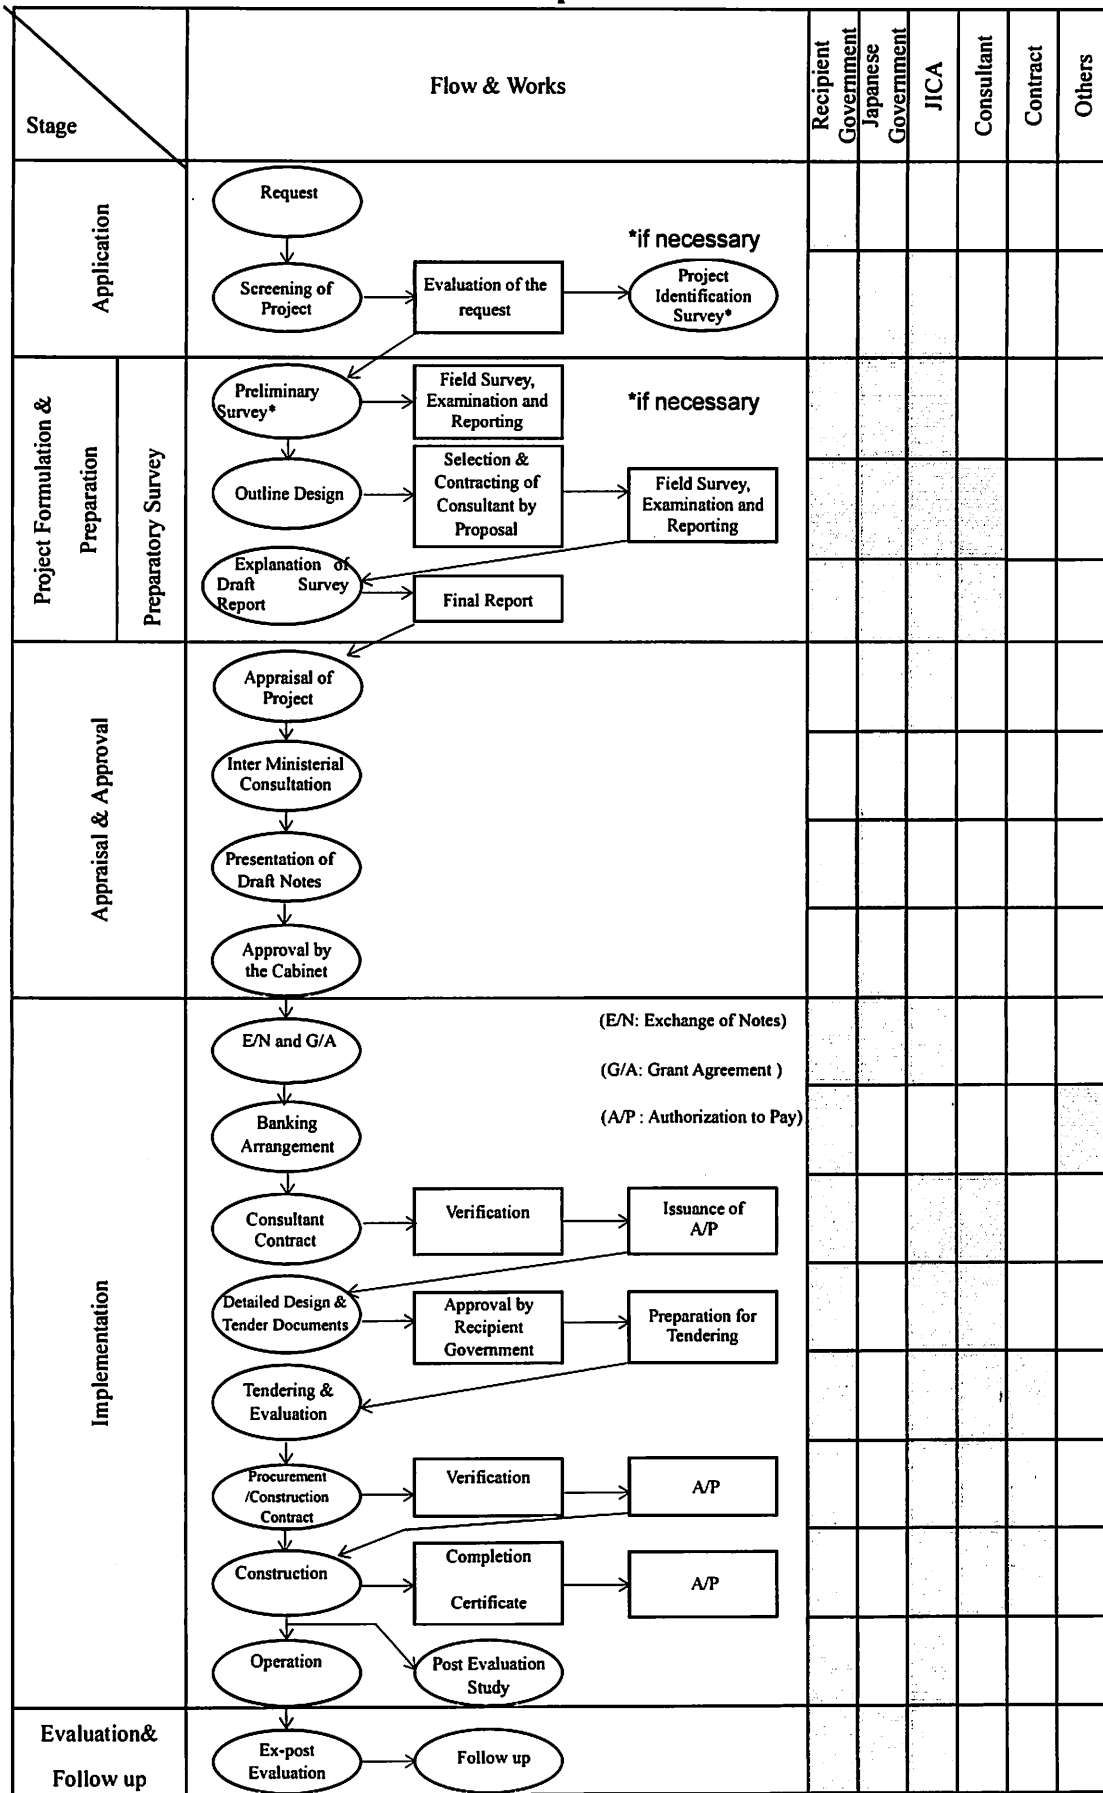 Stage
Flow & Works
Recipient
Government
Japanese
Government
JICA
Consultant
Contract
Others
Application
Request
*if necessary
Screening of
Project
Evaluation of the
request
Project
Identification
Survey*
Project Formulation &
Preparation
Preparatory Survey
Preliminary
Survey*
Field Survey,
Examination and
Reporting
*if necessary
Outline Design
Selection &
Contracting of
Consultant by
Proposal
Field Survey,
Examination and
Reporting
Explanation of
Draft Survey
Report
Final Report
Appraisal & Approval
Appraisal of
Project
Inter Ministerial
Consultation
Presentation of
Draft Notes
Approval by
the Cabinet
Implementation
E/N and G/A
(E/N: Exchange of Notes)
(G/A: Grant Agreement )
(A/P : Authorization to Pay)
Banking
Arrangement
Consultant
Contract
Verification
Issuance of
A/P
Detailed Design &
Tender Documents
Approval by
Recipient
Government
Preparation for
Tendering
Tendering &
Evaluation
Procurement
/Construction
Contract
Verification
A/P
Construction
Completion
Certificate
A/P
Operation
Post Evaluation
Study
Evaluation&
Follow up
Ex-post
Evaluation
Follow up